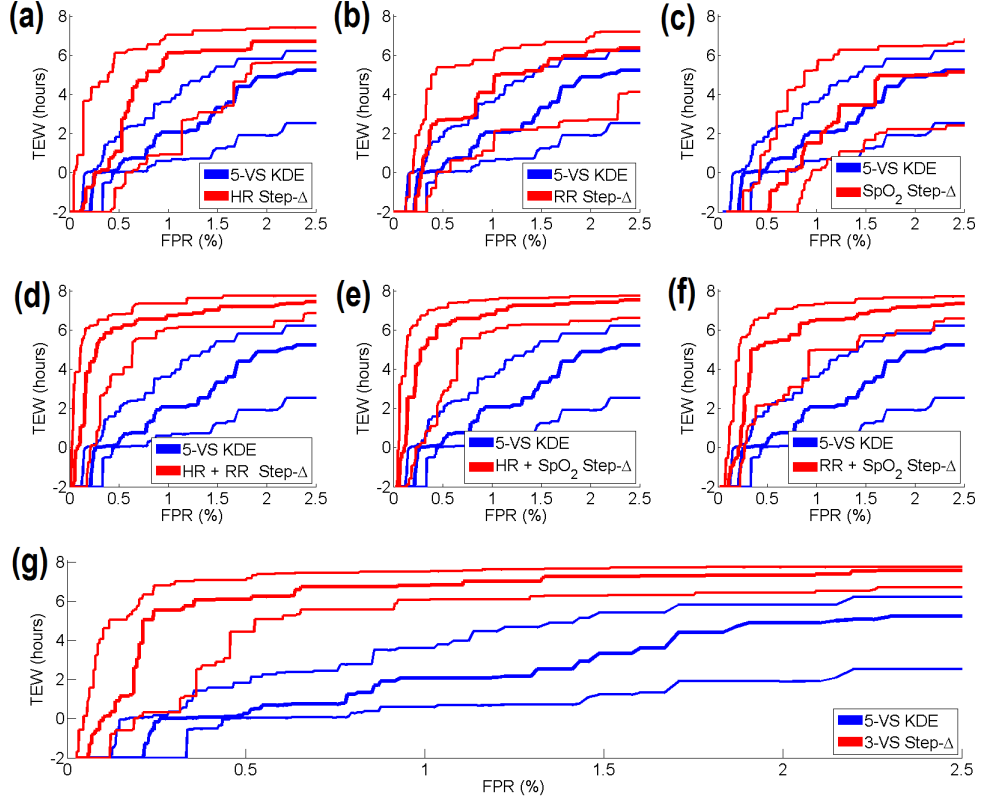 (a)
(b)
(c)
8
6
4
2
0
-2
TEW (hours)
0
0.5
1
1.5
2
2.5
FPR (%)
5-VS KDE
HR Step-Δ
8
6
4
2
0
-2
TEW (hours)
0
0.5
1
1.5
2
2.5
FPR (%)
5-VS KDE
RR Step-Δ
8
6
4
2
0
-2
TEW (hours)
0
0.5
1
1.5
2
2.5
FPR (%)
5-VS KDE
SpO₂ Step-Δ
(d)
(e)
(f)
8
6
4
2
0
-2
TEW (hours)
0
0.5
1
1.5
2
2.5
FPR (%)
5-VS KDE
HR + RR Step-Δ
8
6
4
2
0
-2
TEW (hours)
0
0.5
1
1.5
2
2.5
FPR (%)
5-VS KDE
HR + SpO₂ Step-Δ
8
6
4
2
0
-2
TEW (hours)
0
0.5
1
1.5
2
2.5
FPR (%)
5-VS KDE
RR + SpO₂ Step-Δ
(g)
8
6
4
2
0
-2
TEW (hours)
0
0.5
1
1.5
2
2.5
FPR (%)
5-VS KDE
3-VS Step-Δ